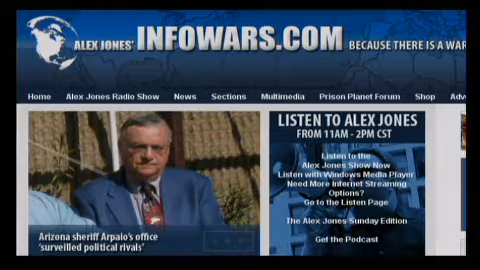 ALEX JONES' INFOWARS.COM BECAUSE THERE IS A WAR
Home Alex Jones Radio Show News Sections Multimedia Prison Planet Forum Shop Adv
LISTEN TO ALEX JONES
FROM 11AM - 2PM CST
Listen to the
Alex Jones Show Now
Listen with Windows Media Player
Need More Internet Streaming
Options?
Go to the Listen Page
The Alex Jones Sunday Edition
Get the Podcast
Arizona sheriff Arpaio's office
'surveilled political rivals'